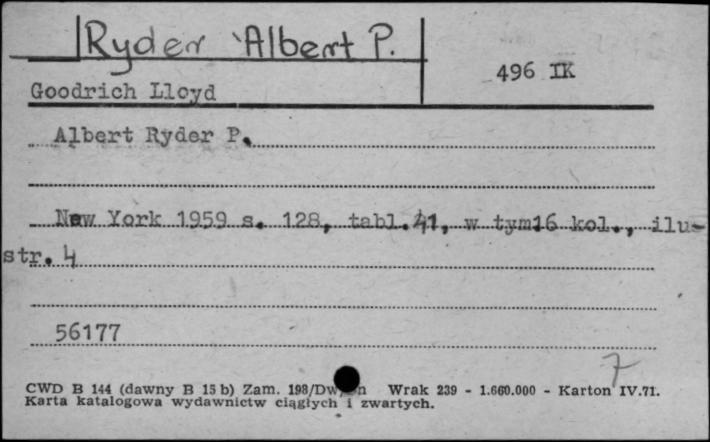 Ryder Albert P.
496 IK
Goodrich Lloyd
Albert Ryder P.
New York 1959 s. 128, tabl. 41, w tym16 kol., ilu-
str. 4
56177
7
CWD B 144 (dawny B 15 b) Zam. 198/ Wrak 239 - 1.660.000 - Karton IV.71.
Karta katalogowa wydawnictw ciągłych i zwartych.